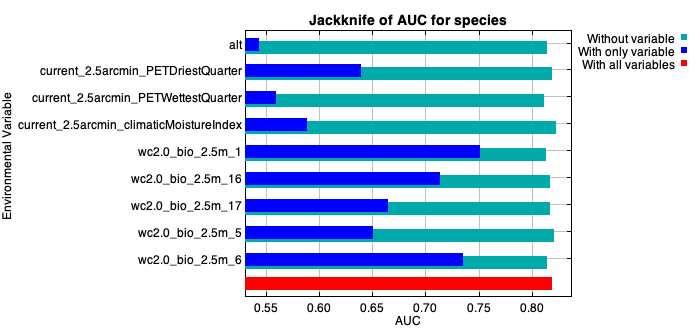 Jackknife of AUC for species
Without variable
With only variable
With all variables
Environmental Variable
alt
current_2.5arcmin_PETDriestQuarter
current_2.5arcmin_PETWettestQuarter
current_2.5arcmin_climaticMoistureIndex
wc2.0_bio_2.5m_1
wc2.0_bio_2.5m_16
wc2.0_bio_2.5m_17
wc2.0_bio_2.5m_5
wc2.0_bio_2.5m_6
0.55 0.60 0.65 0.70 0.75 0.80
AUC